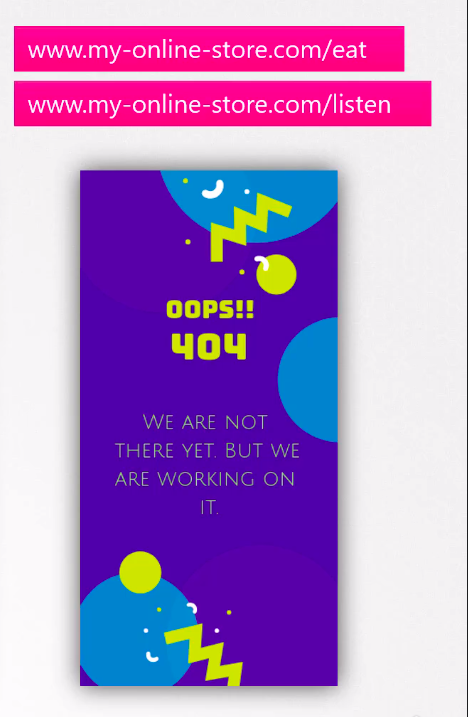 www.my-online-store.com/eat
www.my-online-store.com/listen
OOPS!!
404
WE ARE NOT
THERE YET. BUT WE
ARE WORKING ON
IT.